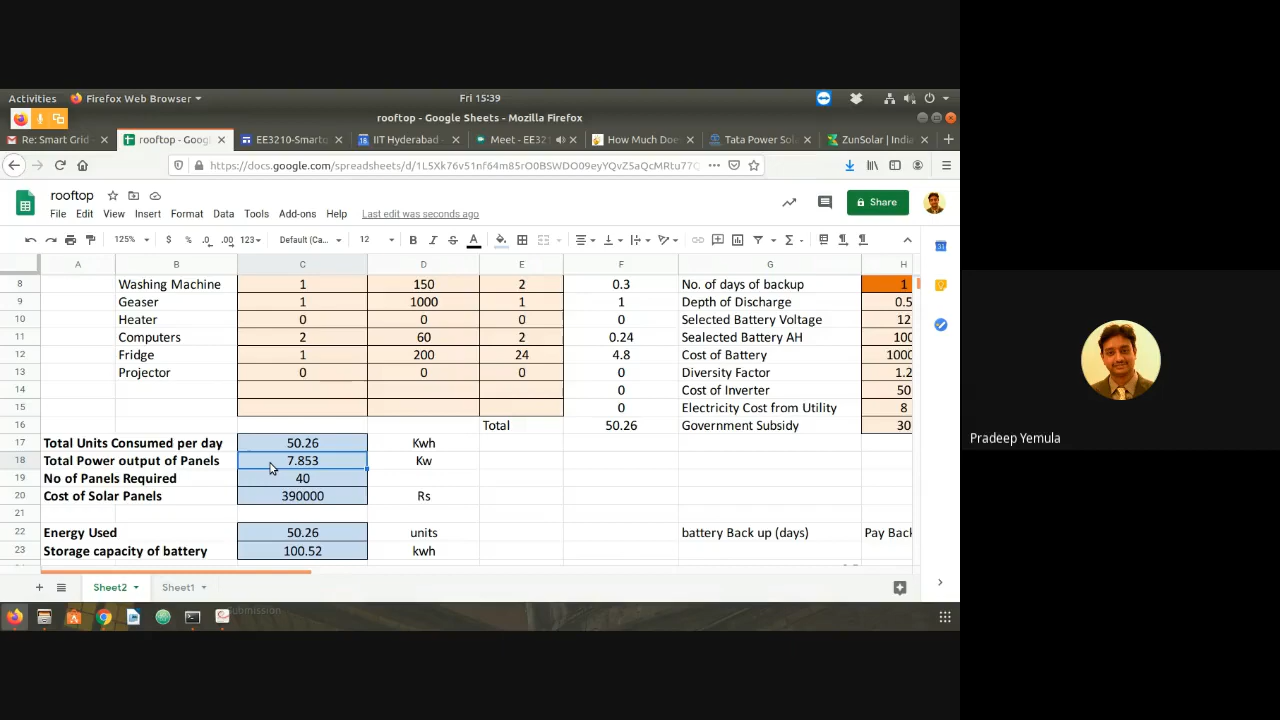 Activities
Firefox Web Browser
Fri 15:39
rooftop - Google Sheets - Mozilla Firefox
Re: Smart Grid -
rooftop - Goog
EE3210-Smarto
IIT Hyderabad -
Meet - EE32
How Much Doe
Tata Power Sol
ZunSolar | India
rooftop
File Edit View Insert Format Data Tools Add-ons Help Last edit was seconds ago
Share
125% $ % .0 .00 123 Default (Ca... 12 B I S A
A B C D E F G H
8 Washing Machine 1 150 2 0.3 No. of days of backup 1
9 Geaser 1 1000 1 1 Depth of Discharge 0.5
10 Heater 0 0 0 0 Selected Battery Voltage 12
11 Computers 2 60 2 0.24 Sealected Battery AH 100
12 Fridge 1 200 24 4.8 Cost of Battery 1000
13 Projector 0 0 0 0 Diversity Factor 1.2
14 0 Cost of Inverter 50
15 0 Electricity Cost from Utility 8
16 Total 50.26 Government Subsidy 30
17 Total Units Consumed per day 50.26 Kwh
18 Total Power output of Panels 7.853 Kw
19 No of Panels Required 40
20 Cost of Solar Panels 390000 Rs
21
22 Energy Used 50.26 units battery Back up (days) Pay Back
23 Storage capacity of battery 100.52 kwh
Sheet2 Sheet1
Submission
Pradeep Yemula